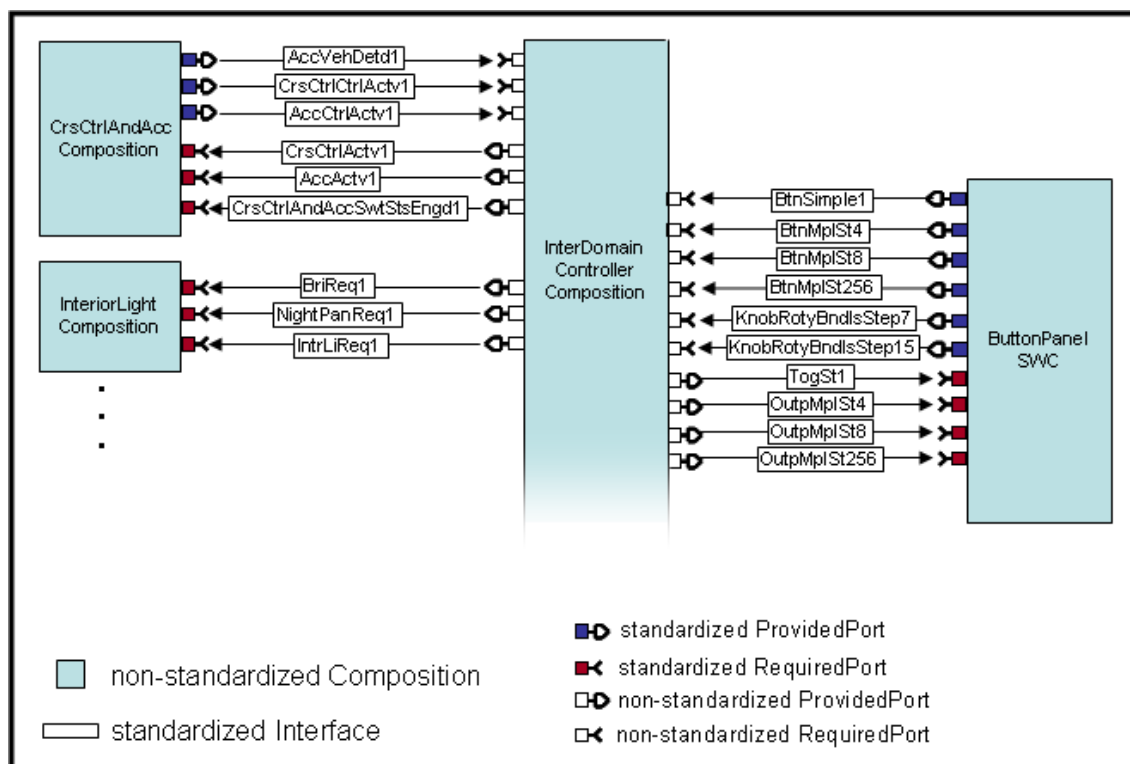 AccVehDetd1
CrsCtrlCtrlActv1
AccCtrlActv1
CrsCtrlAndAcc
Composition
CrsCtrlActv1
AccActv1
CrsCtrlAndAccSwtStsEngd1
InteriorLight
Composition
BriReq1
NightPanReq1
IntrLiReq1
InterDomain
Controller
Composition
BtnSimple1
BtnMplSt4
BtnMplSt8
BtnMplSt256
KnobRotyBndIsStep7
KnobRotyBndIsStep15
TogSt1
OutpMplSt4
OutpMplSt8
OutpMplSt256
ButtonPanel
SWC
non-standardized Composition
standardized Interface
standardized ProvidedPort
standardized RequiredPort
non-standardized ProvidedPort
non-standardized RequiredPort